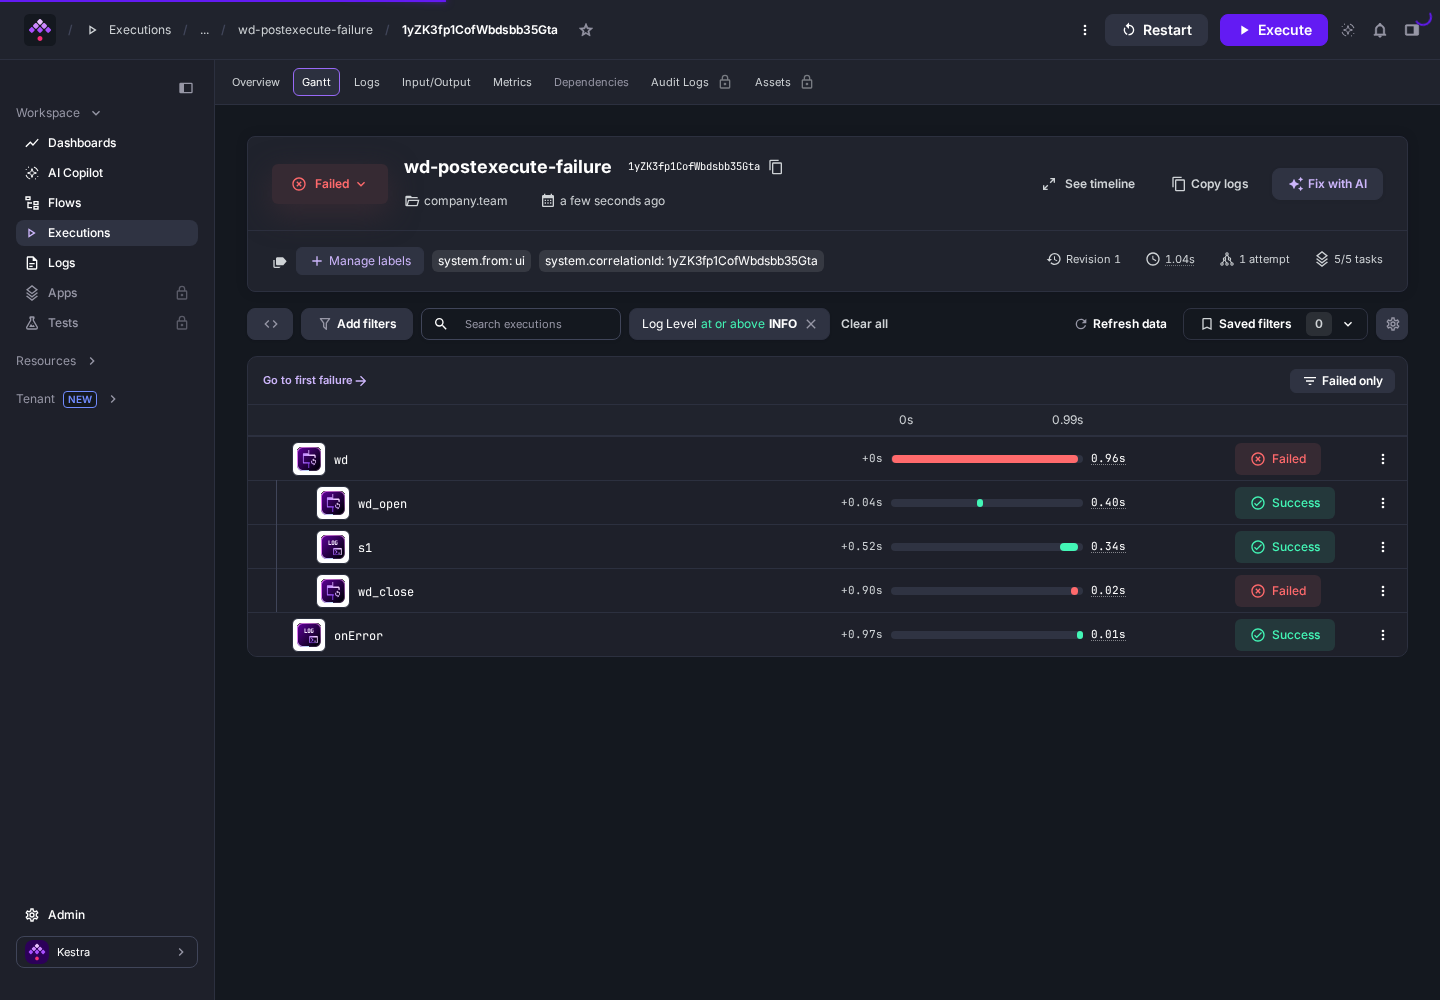 / Executions / ... / wd-postexecute-failure / 1yZK3fp1CofWbdsbb35Gta
Restart
Execute
Workspace
Dashboards
AI Copilot
Flows
Executions
Logs
Apps
Tests
Resources
Tenant NEW
Admin
Kestra
Overview Gantt Logs Input/Output Metrics Dependencies Audit Logs Assets
Failed
wd-postexecute-failure 1yZK3fp1CofWbdsbb35Gta
company.team a few seconds ago
See timeline Copy logs Fix with AI
Manage labels system.from: ui system.correlationId: 1yZK3fp1CofWbdsbb35Gta
Revision 1 1.04s 1 attempt 5/5 tasks
Add filters Search executions Log Level at or above INFO Clear all
Refresh data Saved filters 0
Go to first failure Failed only
0s 0.99s
wd +0s 0.96s Failed
wd_open +0.04s 0.40s Success
s1 +0.52s 0.34s Success
wd_close +0.90s 0.02s Failed
onError +0.97s 0.01s Success